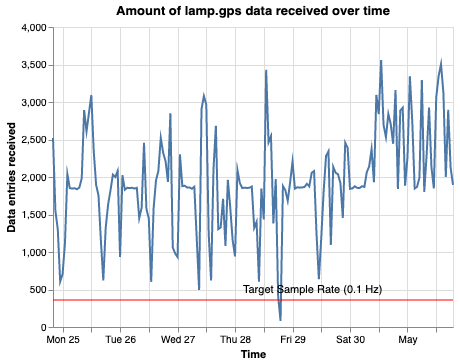 Amount of lamp.gps data received over time
Data entries received
4,000
3,500
3,000
2,500
2,000
1,500
1,000
500
0
Target Sample Rate (0.1 Hz)
Mon 25 Tue 26 Wed 27 Thu 28 Fri 29 Sat 30 May
Time